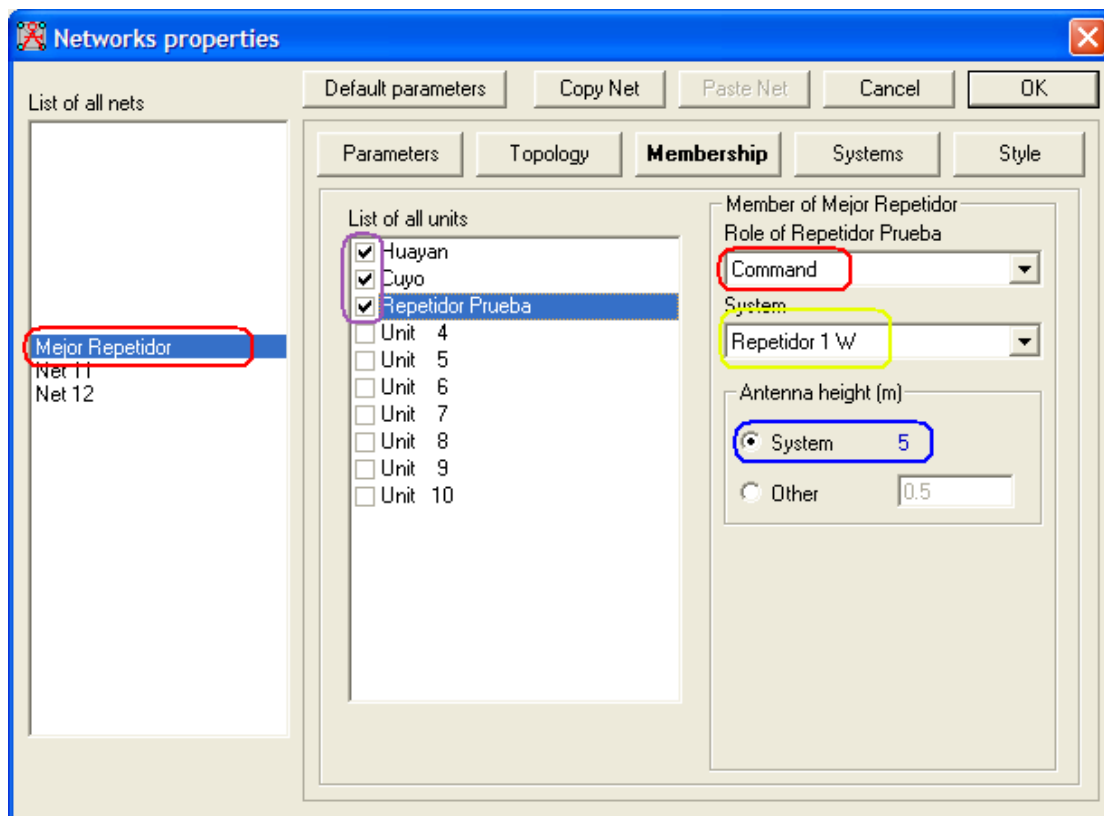 Networks properties
List of all nets
Default parameters
Copy Net
Paste Net
Cancel
OK
Mejor Repetidor
Net 11
Net 12
Parameters
Topology
Membership
Systems
Style
List of all units
Huayan
Cuyo
Repetidor Prueba
Unit 4
Unit 5
Unit 6
Unit 7
Unit 8
Unit 9
Unit 10
Member of Mejor Repetidor
Role of Repetidor Prueba
Command
System
Repetidor 1 W
Antenna height (m)
System 5
Other 0.5